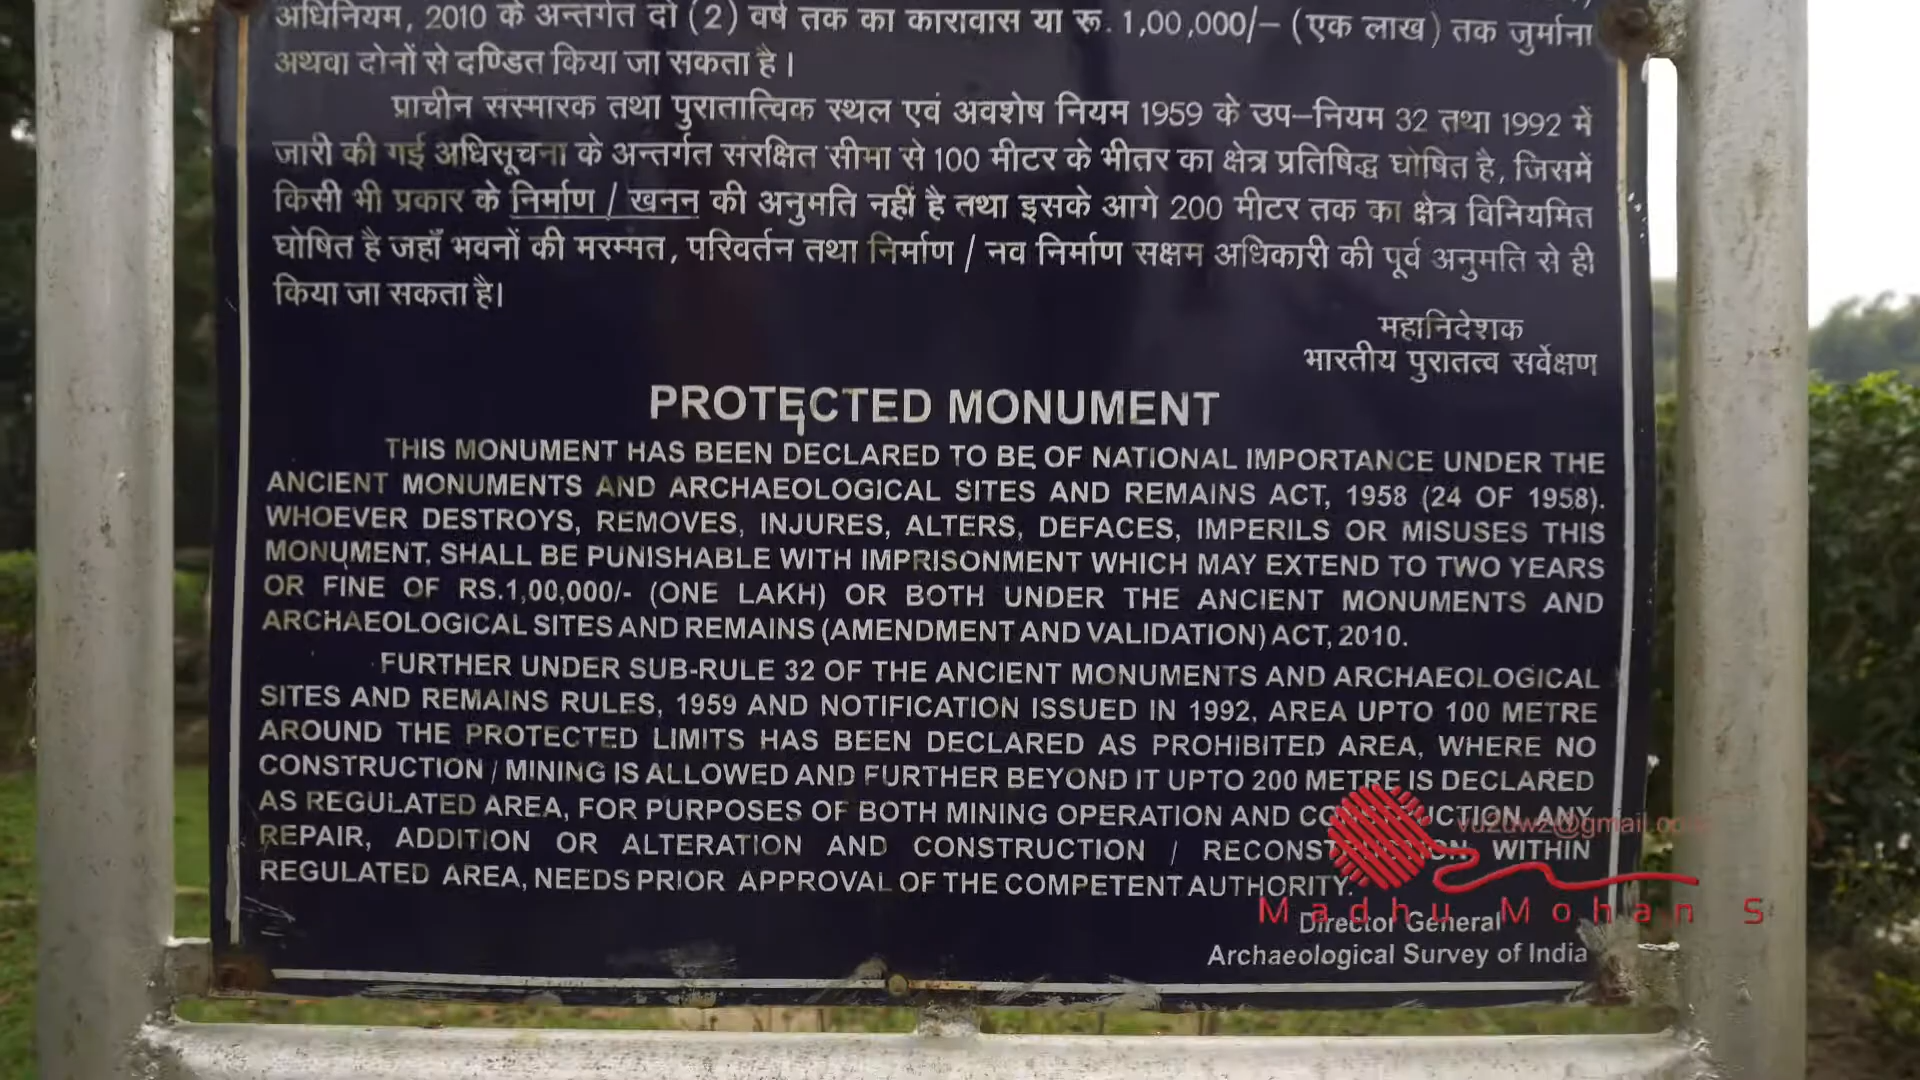 अधिनियम, 2010 के अन्तर्गत दो (2) वर्ष तक का कारावास या रू. 1,00,000/– (एक लाख) तक जुर्माना
अथवा दोनों से दण्डित किया जा सकता है।
प्राचीन सस्मारक तथा पुरातात्विक स्थल एवं अवशेष नियम 1959 के उप–नियम 32 तथा 1992 में
जारी की गई अधिसूचना के अन्तर्गत संरक्षित सीमा से 100 मीटर के भीतर का क्षेत्र प्रतिषिद्ध घोषित है, जिसमें
किसी भी प्रकार के निर्माण / खनन की अनुमति नहीं है तथा इसके आगे 200 मीटर तक का क्षेत्र विनियमित
घोषित है जहाँ भवनों की मरम्मत, परिवर्तन तथा निर्माण / नव निर्माण सक्षम अधिकारी की पूर्व अनुमति से ही
किया जा सकता है।
महानिदेशक
भारतीय पुरातत्व सर्वेक्षण
PROTECTED MONUMENT
THIS MONUMENT HAS BEEN DECLARED TO BE OF NATIONAL IMPORTANCE UNDER THE
ANCIENT MONUMENTS AND ARCHAEOLOGICAL SITES AND REMAINS ACT, 1958 (24 OF 1958).
WHOEVER DESTROYS, REMOVES, INJURES, ALTERS, DEFACES, IMPERILS OR MISUSES THIS
MONUMENT, SHALL BE PUNISHABLE WITH IMPRISONMENT WHICH MAY EXTEND TO TWO YEARS
OR FINE OF RS.1,00,000/- (ONE LAKH) OR BOTH UNDER THE ANCIENT MONUMENTS AND
ARCHAEOLOGICAL SITES AND REMAINS (AMENDMENT AND VALIDATION) ACT, 2010.
FURTHER UNDER SUB-RULE 32 OF THE ANCIENT MONUMENTS AND ARCHAEOLOGICAL
SITES AND REMAINS RULES, 1959 AND NOTIFICATION ISSUED IN 1992, AREA UPTO 100 METRE
AROUND THE PROTECTED LIMITS HAS BEEN DECLARED AS PROHIBITED AREA, WHERE NO
CONSTRUCTION / MINING IS ALLOWED AND FURTHER BEYOND IT UPTO 200 METRE IS DECLARED
AS REGULATED AREA, FOR PURPOSES OF BOTH MINING OPERATION AND CONSTRUCTION ANY
REPAIR, ADDITION OR ALTERATION AND CONSTRUCTION / RECONSTRUCTION WITHIN
REGULATED AREA, NEEDS PRIOR APPROVAL OF THE COMPETENT AUTHORITY.
Madhu Mohan S
Director General
Archaeological Survey of India